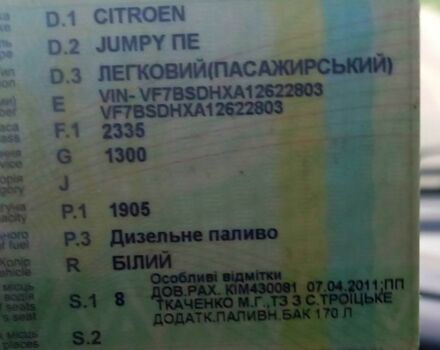 D.1 CITROEN
D.2 JUMPY ПЕ
D.3 ЛЕГКОВИЙ(ПАСАЖИРСЬКИЙ)
E VIN- VF7BSDHXA12622803
VF7BSDHXA12622803
F.1 2335
G 1300
J
P.1 1905
P.3 Дизельне паливо
R БІЛИЙ
Особливі відмітки
S.1 8 ДОВ.РАХ. КІМ430081 07.04.2011;ПП
ТКАЧЕНКО М.Г.,ТЗ З С.ТРОЇЦЬКЕ
ДОДАТК.ПАЛИВН.БАК 170 Л
S.2